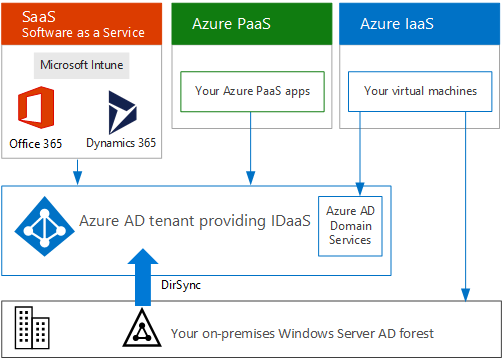 SaaS
Software as a Service
Microsoft Intune
Office 365
Dynamics 365
Azure PaaS
Your Azure PaaS apps
Azure IaaS
Your virtual machines
Azure AD tenant providing IDaaS
Azure AD
Domain
Services
DirSync
Your on-premises Windows Server AD forest